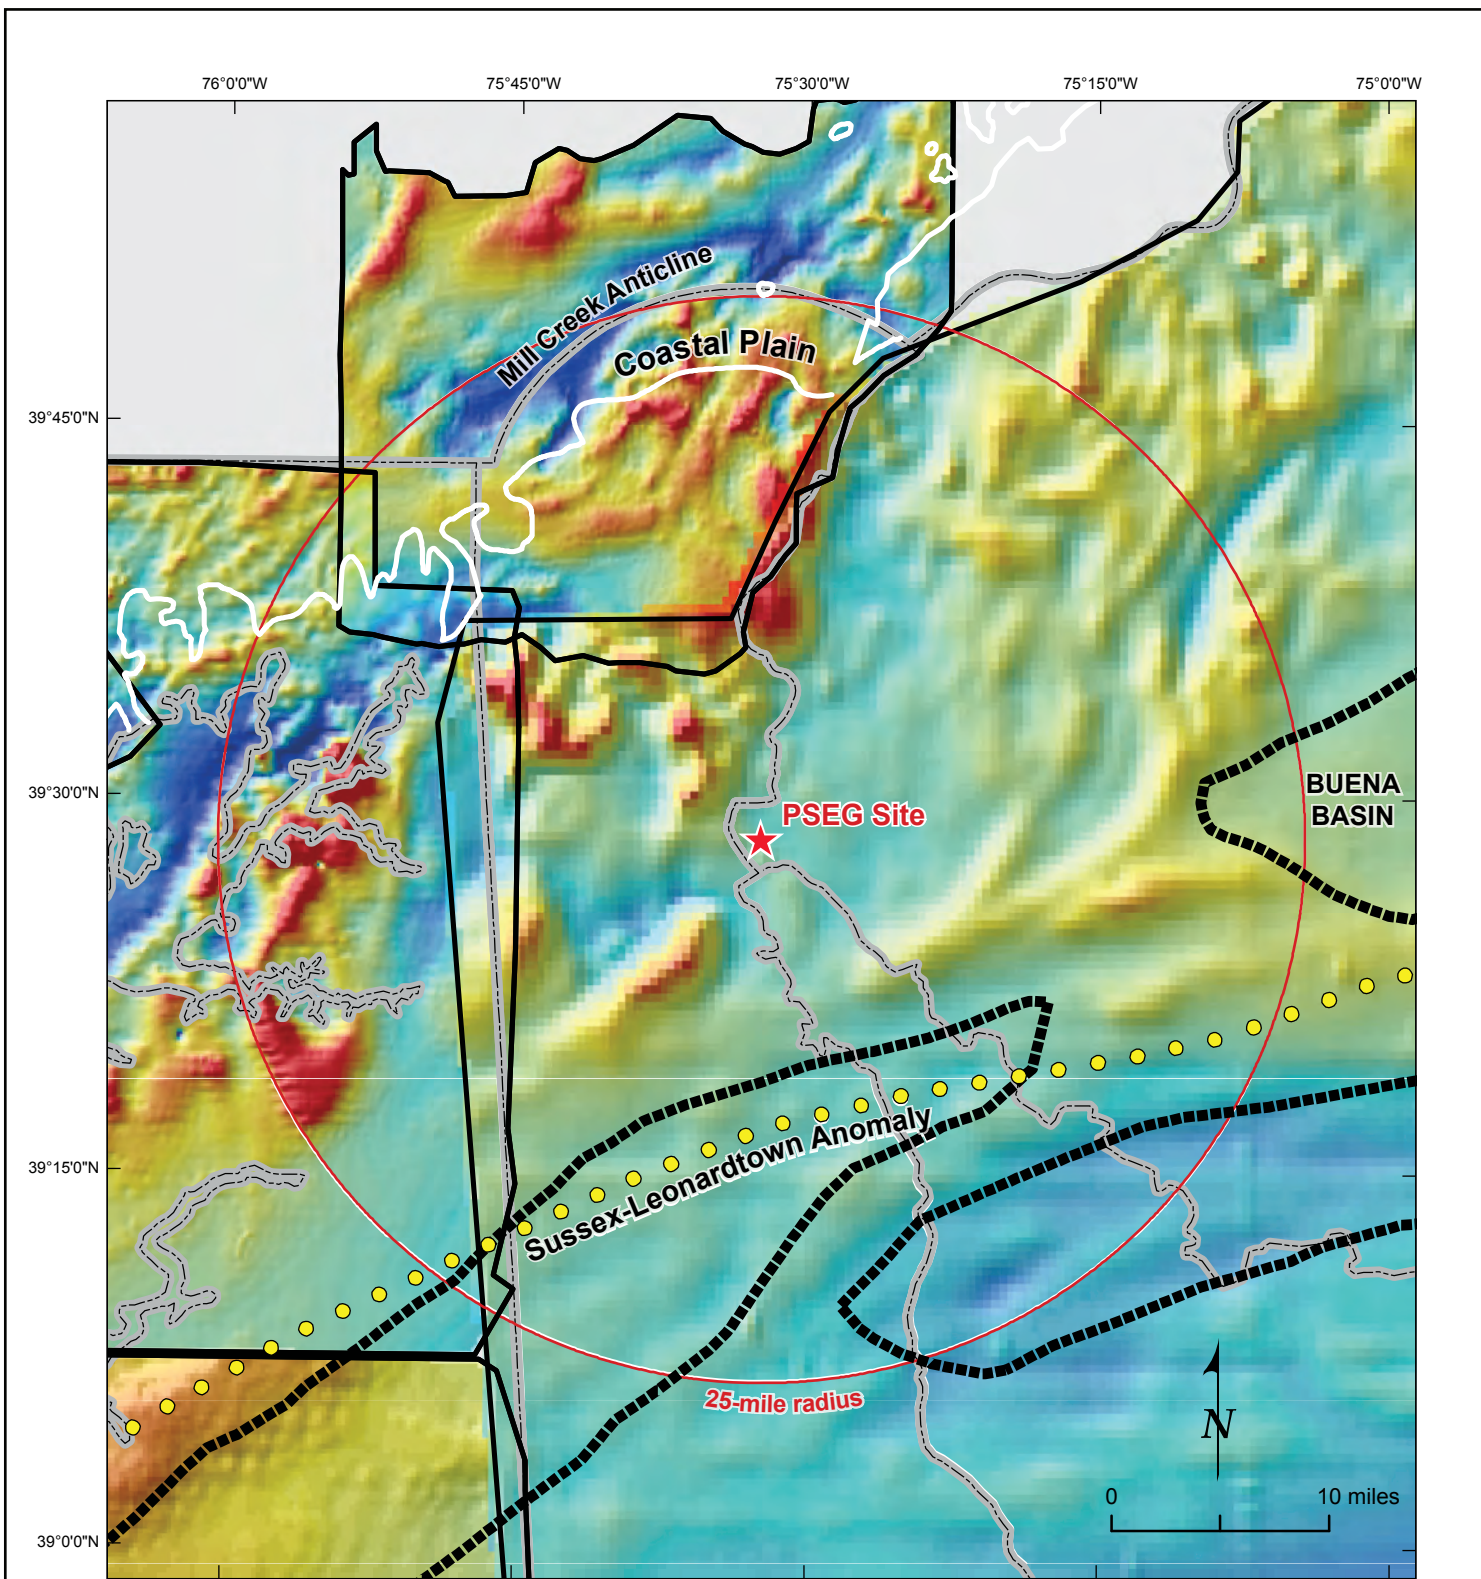 76°0'0"W
75°45'0"W
75°30'0"W
75°15'0"W
75°0'0"W
Mill Creek Anticline
Coastal Plain
39°45'0"N
39°30'0"N
BUENA
BASIN
PSEG Site
39°15'0"N
Sussex-Leonardtown Anomaly
25-mile radius
N
0
10 miles
39°0'0"N